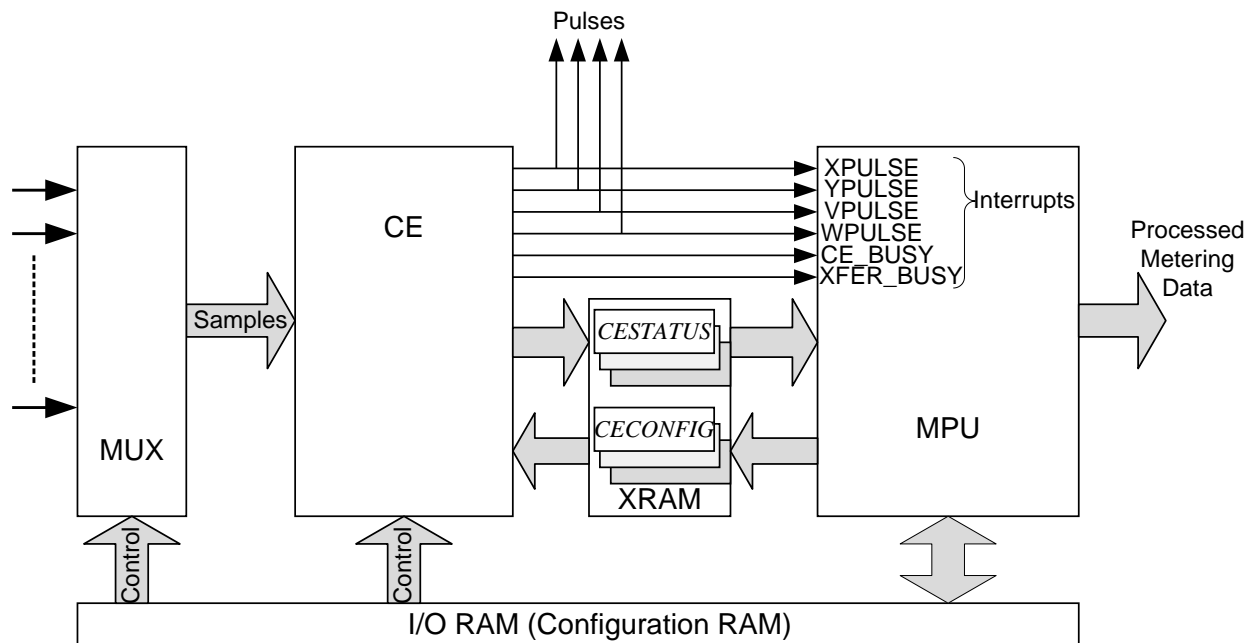 Pulses
XPULSE
YPULSE
VPULSE
WPULSE
CE_BUSY
XFER_BUSY
Interrupts
CE
Processed
Metering
Data
Samples
CESTATUS
CECONFIG
XRAM
MUX
MPU
Control
Control
I/O RAM (Configuration RAM)